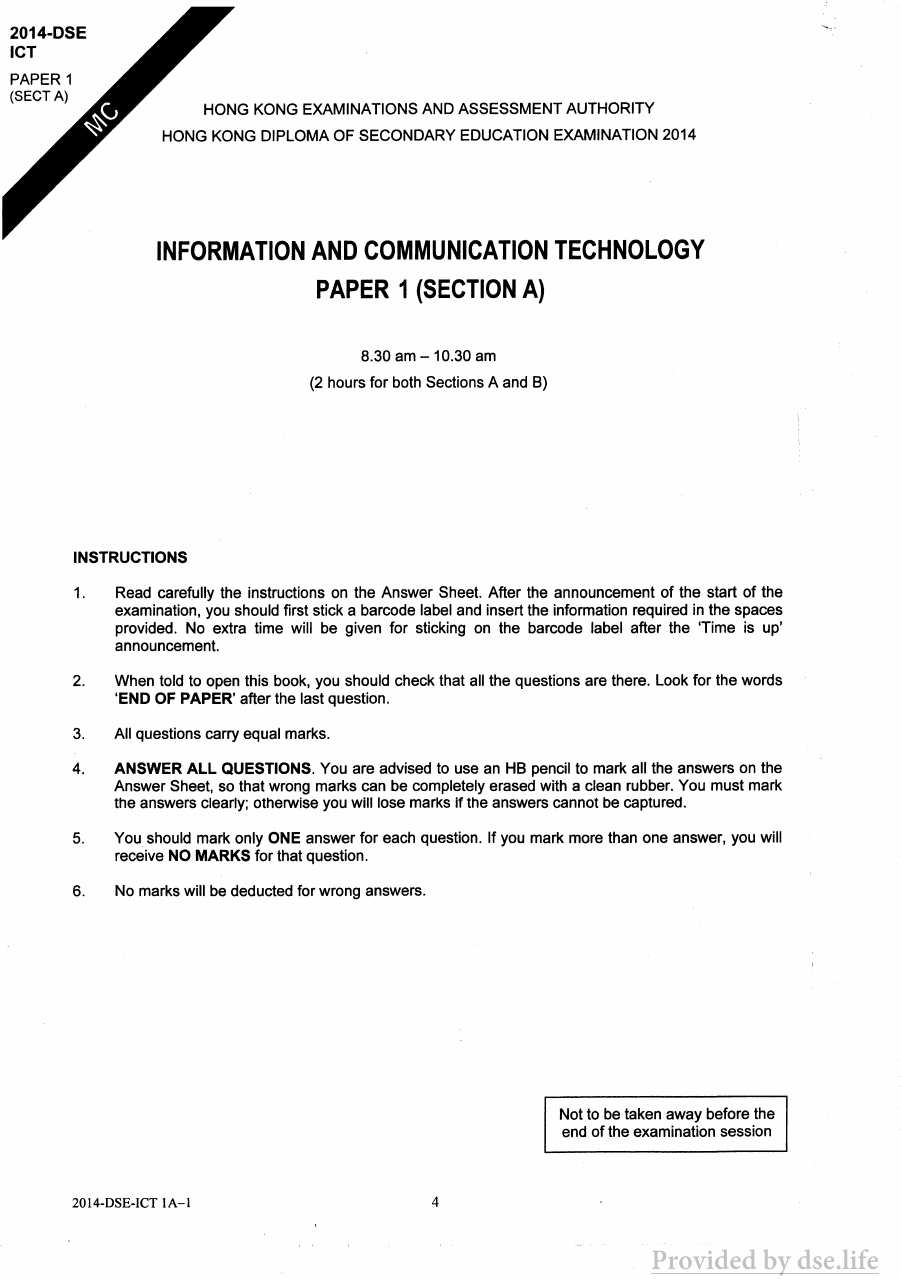 2014-DSE
ICT
PAPER 1
(SECT A)
MC
HONG KONG EXAMINATIONS AND ASSESSMENT AUTHORITY
HONG KONG DIPLOMA OF SECONDARY EDUCATION EXAMINATION 2014
INFORMATION AND COMMUNICATION TECHNOLOGY
PAPER 1 (SECTION A)
8.30 am – 10.30 am
(2 hours for both Sections A and B)
INSTRUCTIONS
1. Read carefully the instructions on the Answer Sheet. After the announcement of the start of the
examination, you should first stick a barcode label and insert the information required in the spaces
provided. No extra time will be given for sticking on the barcode label after the ‘Time is up’
announcement.
2. When told to open this book, you should check that all the questions are there. Look for the words
‘END OF PAPER’ after the last question.
3. All questions carry equal marks.
4. ANSWER ALL QUESTIONS. You are advised to use an HB pencil to mark all the answers on the
Answer Sheet, so that wrong marks can be completely erased with a clean rubber. You must mark
the answers clearly; otherwise you will lose marks if the answers cannot be captured.
5. You should mark only ONE answer for each question. If you mark more than one answer, you will
receive NO MARKS for that question.
6. No marks will be deducted for wrong answers.
Not to be taken away before the
end of the examination session
2014-DSE-ICT 1A–1
4
Provided by dse.life